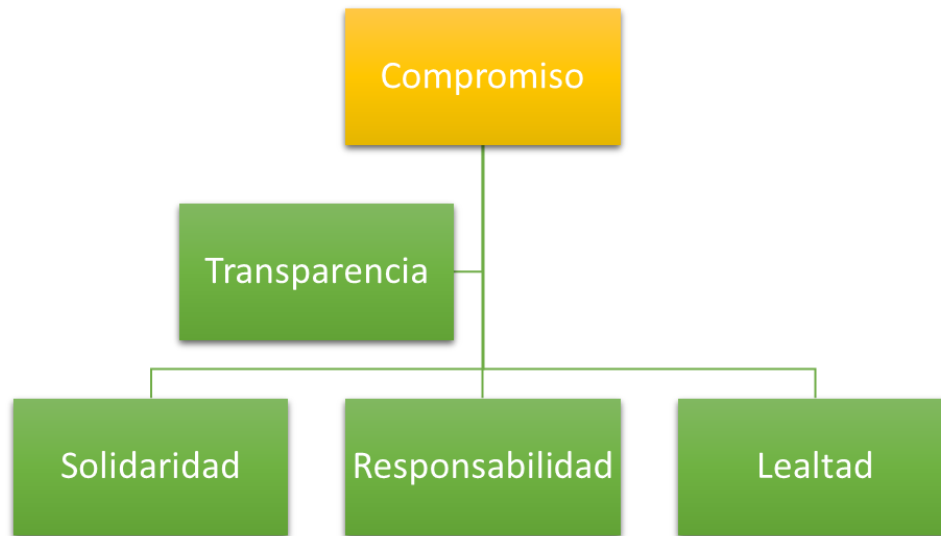 Compromiso
Transparencia
Solidaridad
Responsabilidad
Lealtad